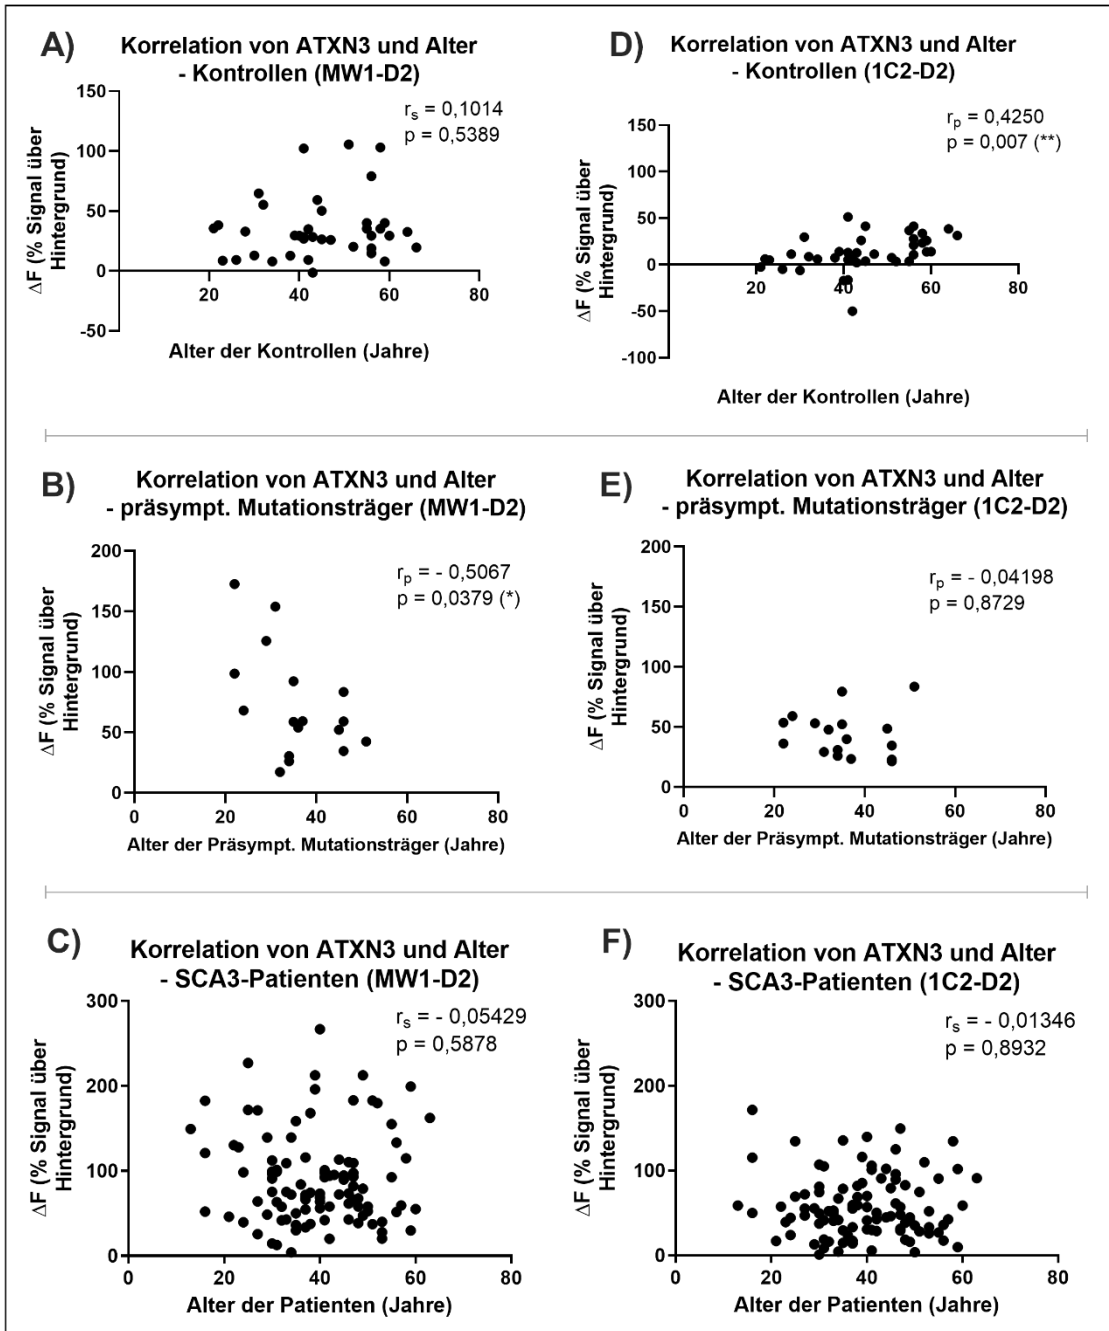 A)
Korrelation von ATXN3 und Alter
- Kontrollen (MW1-D2)
rs = 0,1014
p = 0,5389
ΔF (% Signal über
Hintergrund)
150
100
50
0
-50
20
40
60
80
Alter der Kontrollen (Jahre)
D)
Korrelation von ATXN3 und Alter
- Kontrollen (1C2-D2)
rp = 0,4250
p = 0,007 (**)
ΔF (% Signal über
Hintergrund)
150
100
50
0
-50
-100
20
40
60
80
Alter der Kontrollen (Jahre)
B)
Korrelation von ATXN3 und Alter
- präsympt. Mutationsträger (MW1-D2)
rp = - 0,5067
p = 0,0379 (*)
ΔF (% Signal über
Hintergrund)
200
150
100
50
0
0
20
40
60
80
Alter der Präsympt. Mutationsträger (Jahre)
E)
Korrelation von ATXN3 und Alter
- präsympt. Mutationsträger (1C2-D2)
rp = - 0,04198
p = 0,8729
ΔF (% Signal über
Hintergrund)
200
150
100
50
0
0
20
40
60
80
Alter der Präsympt. Mutationsträger (Jahre)
C)
Korrelation von ATXN3 und Alter
- SCA3-Patienten (MW1-D2)
rs = - 0,05429
p = 0,5878
ΔF (% Signal über
Hintergrund)
300
200
100
0
0
20
40
60
80
Alter der Patienten (Jahre)
F)
Korrelation von ATXN3 und Alter
- SCA3-Patienten (1C2-D2)
rs = - 0,01346
p = 0,8932
ΔF (% Signal über
Hintergrund)
300
200
100
0
0
20
40
60
80
Alter der Patienten (Jahre)